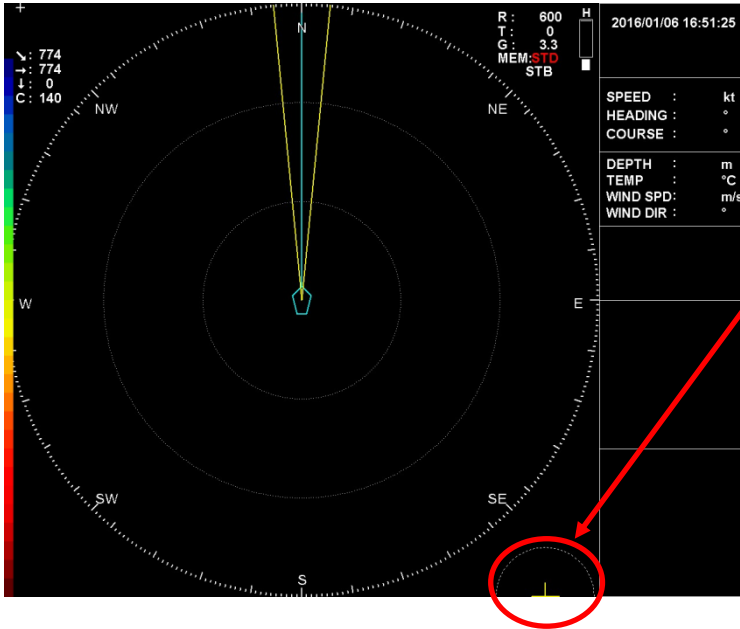 +
↘: 774
→: 774
↓: 0
C: 140
R: 600
T: 0
G: 3.3
MEM:STD
STB
H
2016/01/06 16:51:25
SPEED : kt
HEADING : °
COURSE : °
DEPTH : m
TEMP : °C
WIND SPD: m/s
WIND DIR : °
N
NW
NE
W
E
SW
SE
S